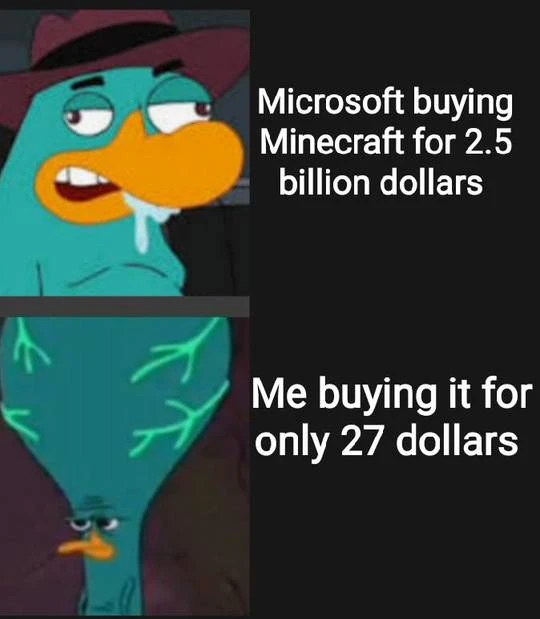 Microsoft buying
Minecraft for 2.5
billion dollars
Me buying it for
only 27 dollars